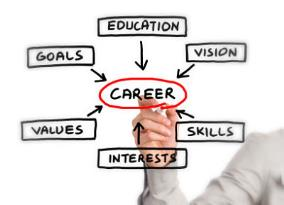 EDUCATION
GOALS
VISION
CAREER
VALUES
SKILLS
INTERESTS